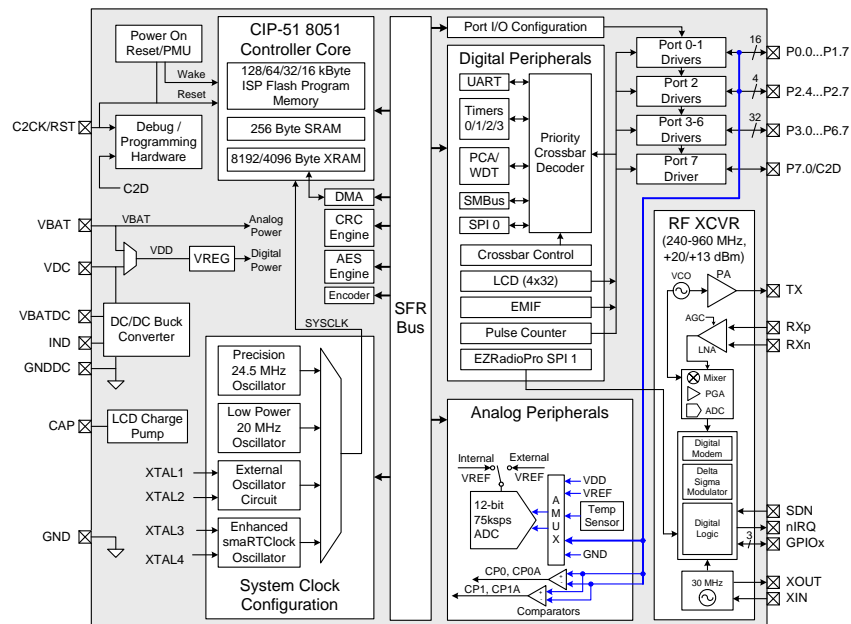 Power On
Reset/PMU
Wake
Reset
C2CK/RST
Debug /
Programming
Hardware
C2D
CIP-51 8051
Controller Core
128/64/32/16 kByte
ISP Flash Program
Memory
256 Byte SRAM
8192/4096 Byte XRAM
DMA
CRC
Engine
AES
Engine
Encoder
VBAT
VBAT
Analog
Power
VDC
VDD
VREG
Digital
Power
VBATDC
IND
GNDDC
DC/DC Buck
Converter
SYSCLK
CAP
LCD Charge
Pump
Precision
24.5 MHz
Oscillator
Low Power
20 MHz
Oscillator
XTAL1
XTAL2
External
Oscillator
Circuit
XTAL3
XTAL4
Enhanced
smaRTClock
Oscillator
GND
System Clock
Configuration
SFR
Bus
Port I/O Configuration
Digital Peripherals
UART
Timers
0/1/2/3
PCA/
WDT
SMBus
SPI 0
Priority
Crossbar
Decoder
Crossbar Control
LCD (4x32)
EMIF
Pulse Counter
EZRadioPro SPI 1
Port 0-1
Drivers
Port 2
Drivers
Port 3-6
Drivers
Port 7
Driver
16
P0.0...P1.7
4
P2.4...P2.7
32
P3.0...P6.7
P7.0/C2D
Analog Peripherals
Internal
VREF
External
VREF
12-bit
75ksps
ADC
A
M
U
X
VDD
VREF
Temp
Sensor
GND
CP0, CP0A
CP1, CP1A
+
-
+
-
Comparators
RF XCVR
(240-960 MHz,
+20/+13 dBm)
VCO
PA
TX
AGC
LNA
RXp
RXn
Mixer
PGA
ADC
Digital
Modem
Delta
Sigma
Modulator
Digital
Logic
SDN
nIRQ
3
GPIOx
30 MHz
XOUT
XIN